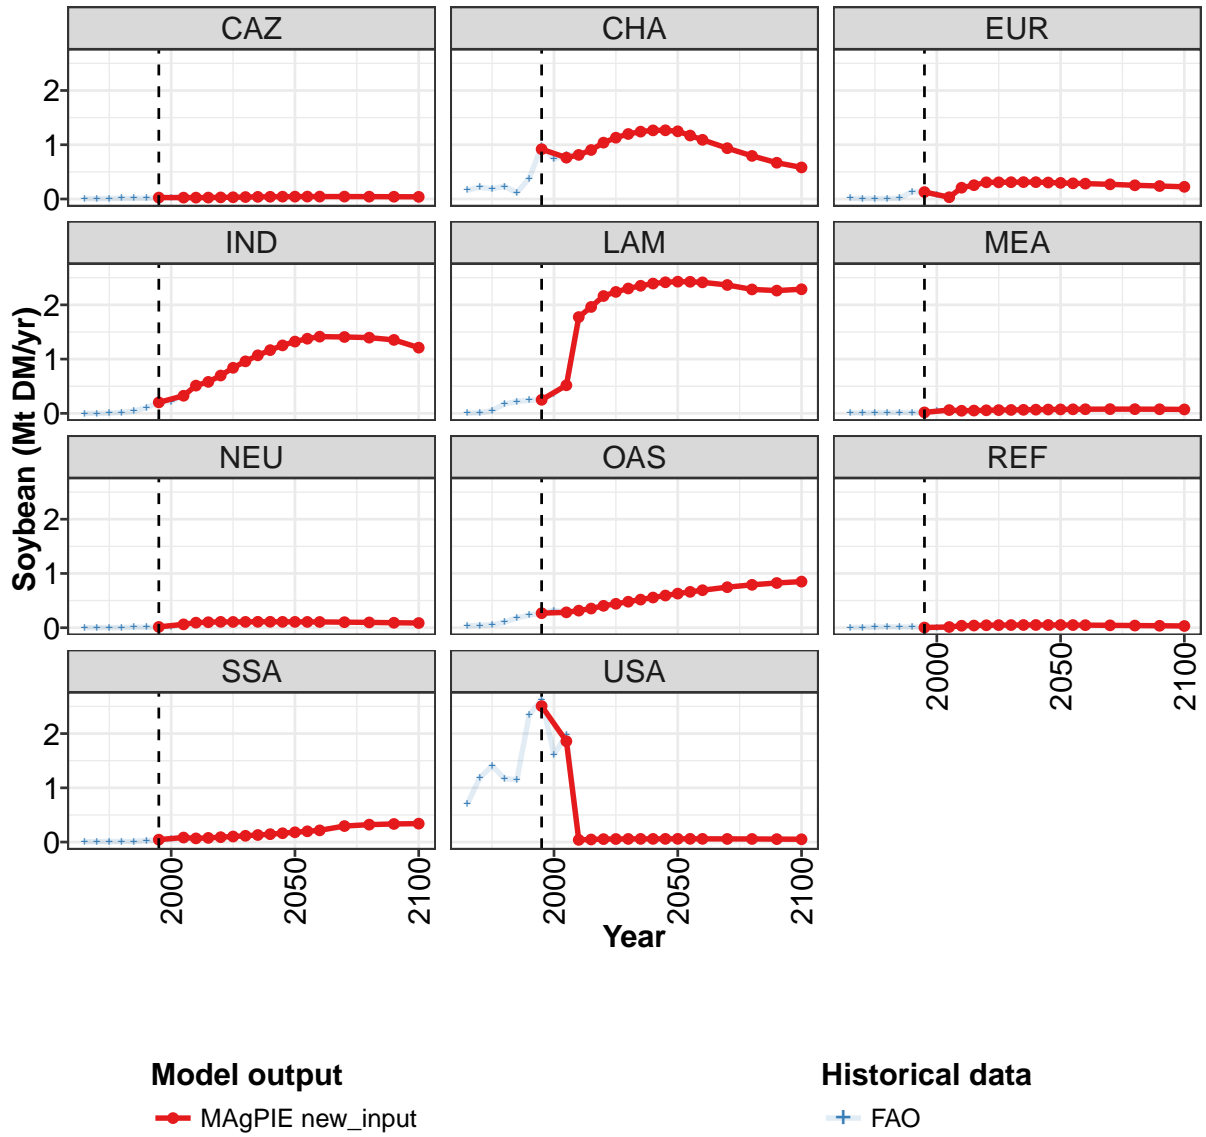 CAZ CHA EUR
2
1
0
IND LAM MEA
2
1
0
NEU OAS REF
2
1
0
2000 2050 2100
SSA USA
2
1
0
2000 2050 2100 2000 2050 2100
Soybean (Mt DM/yr)
Year
Model output Historical data
MAgPIE new_input FAO